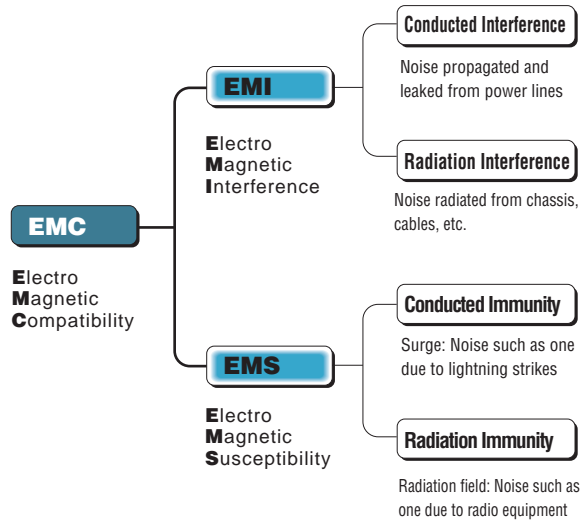 EMC
Electro
Magnetic
Compatibility
EMI
Electro
Magnetic
Interference
Conducted Interference
Noise propagated and
leaked from power lines
Radiation Interference
Noise radiated from chassis,
cables, etc.
EMS
Electro
Magnetic
Susceptibility
Conducted Immunity
Surge: Noise such as one
due to lightning strikes
Radiation Immunity
Radiation field: Noise such as
one due to radio equipment